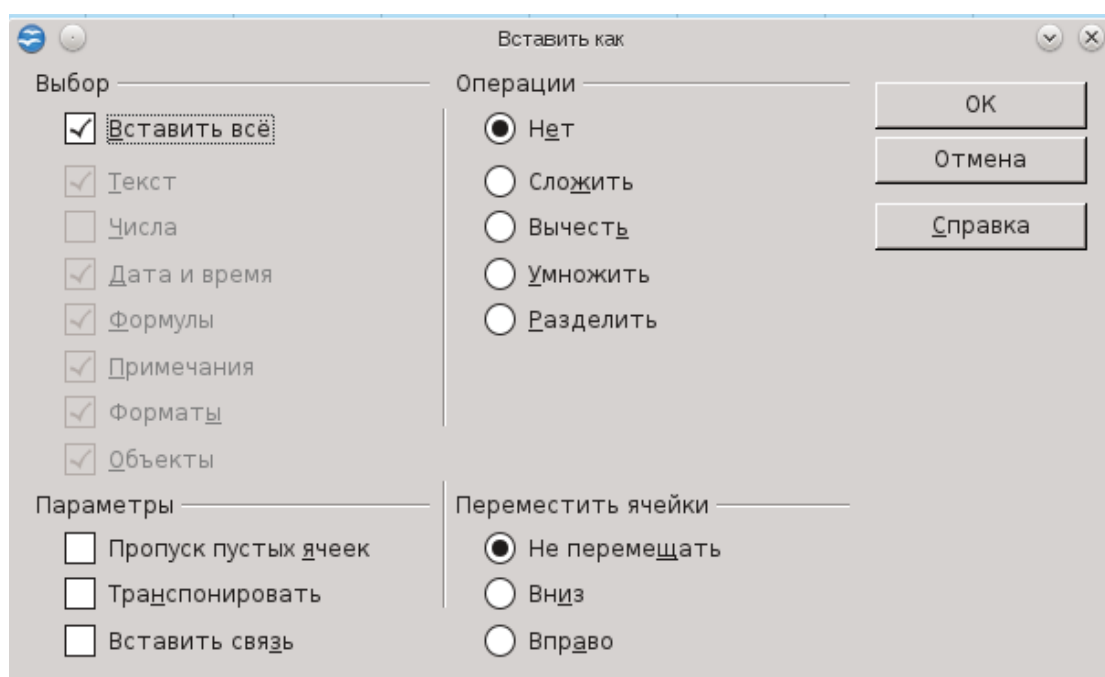 Вставить как
Выбор
Вставить всё
Текст
Числа
Дата и время
Формулы
Примечания
Форматы
Объекты
Операции
Нет
Сложить
Вычесть
Умножить
Разделить
ОК
Отмена
Справка
Параметры
Пропуск пустых ячеек
Транспонировать
Вставить связь
Переместить ячейки
Не перемещать
Вниз
Вправо